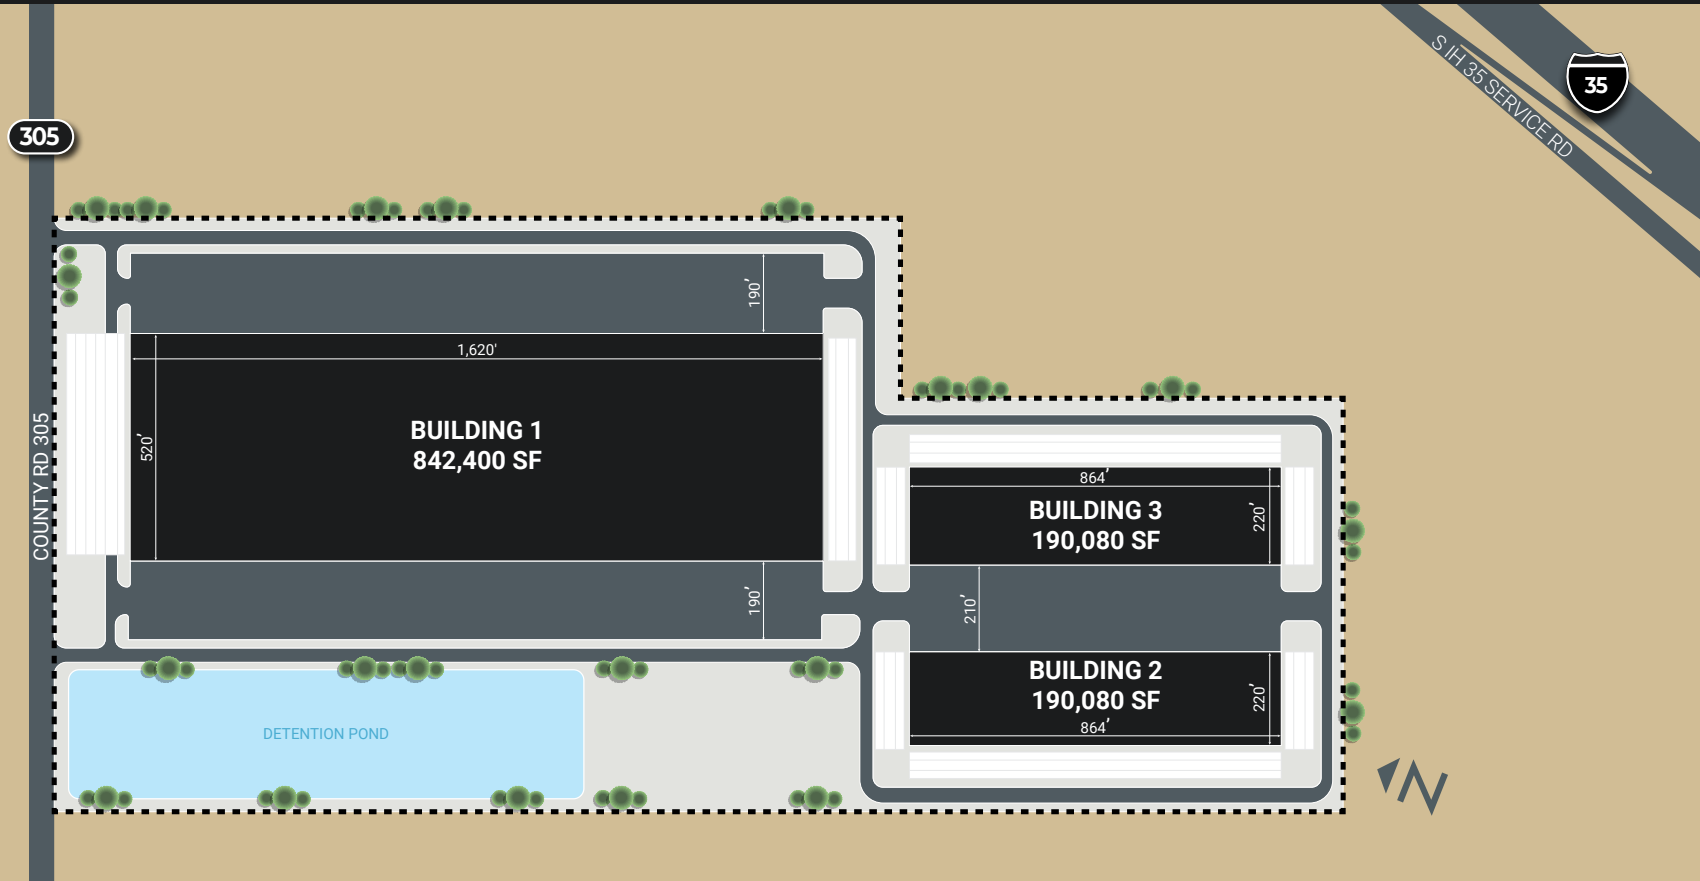 S IH 35 SERVICE RD
35
305
COUNTY RD 305
190′
1,620'
520′
BUILDING 1
842,400 SF
190′
864′
BUILDING 3
190,080 SF
220′
210′
BUILDING 2
190,080 SF
220′
864′
DETENTION POND
N